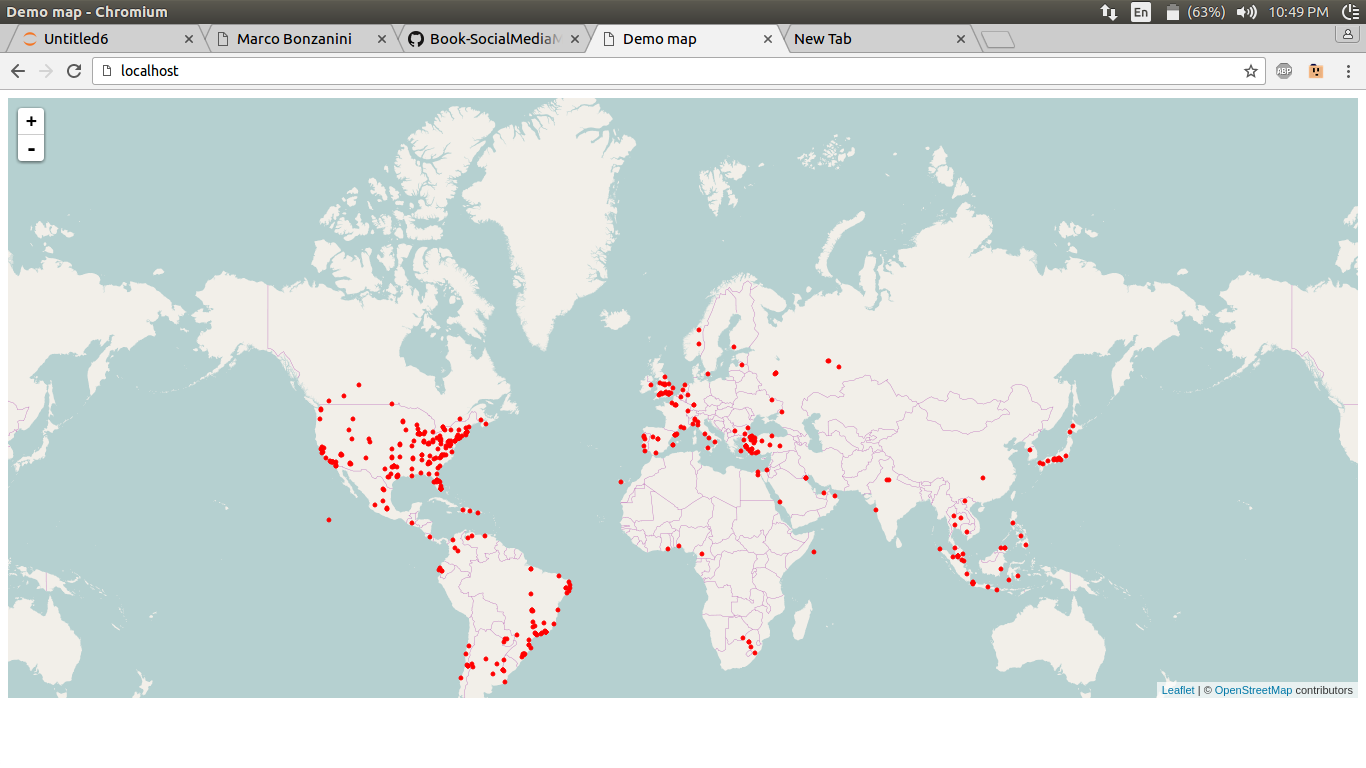 Demo map - Chromium
En (63%) 10:49 PM
Untitled6 Marco Bonzanini Book-SocialMediaM Demo map New Tab
localhost ABP
+
-
Leaflet | © OpenStreetMap contributors